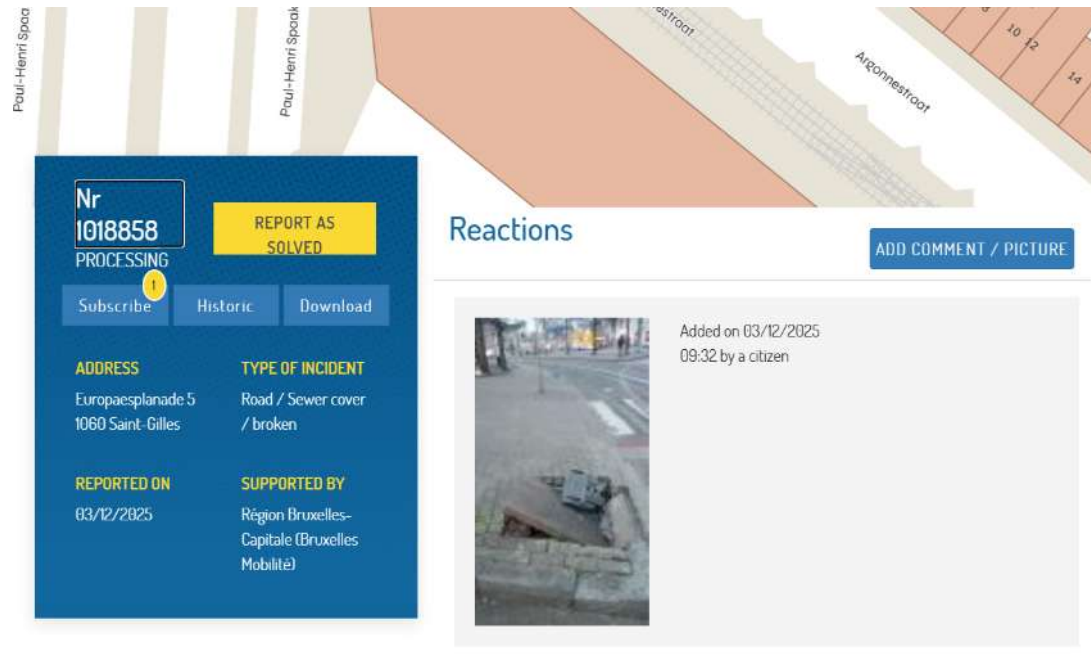 Paul-Henri Spaa
Paul-Henri Spaak
astraat
Argonnestraat
8
10
12
14
Nr
1018858
PROCESSING
REPORT AS
SOLVED
1
Subscribe
Historic
Download
ADDRESS
Europaesplanade 5
1060 Saint-Gilles
TYPE OF INCIDENT
Road / Sewer cover
/ broken
REPORTED ON
03/12/2025
SUPPORTED BY
Région Bruxelles-
Capitale (Bruxelles
Mobilité)
Reactions
ADD COMMENT / PICTURE
Added on 03/12/2025
09:32 by a citizen